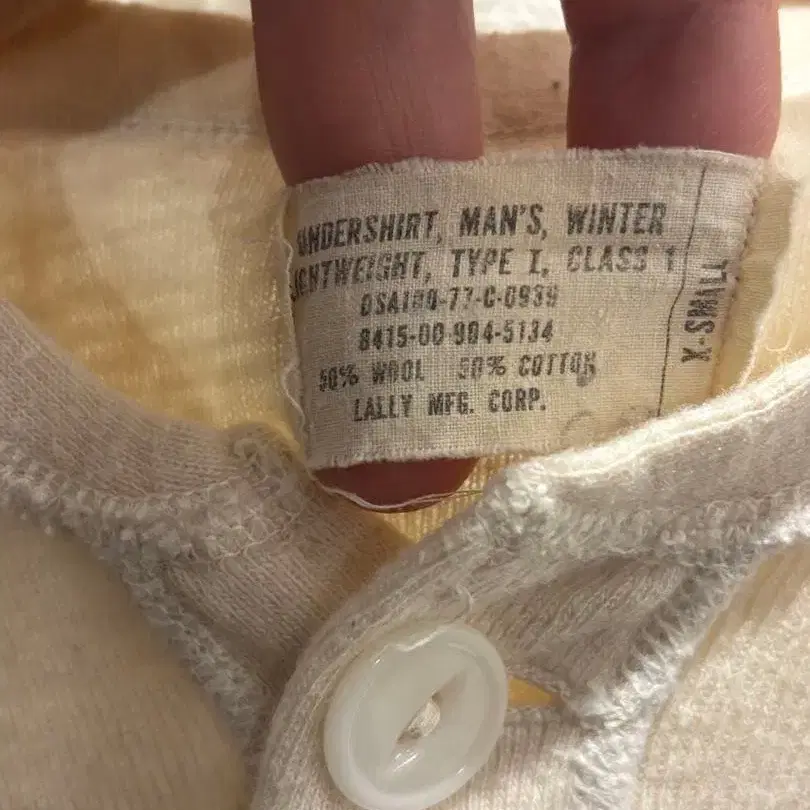 UNDERSHIRT, MAN'S, WINTER
LIGHTWEIGHT, TYPE I, CLASS 1
DSA100-77-C-0939
8415-00-904-5134
50% WOOL 50% COTTON
LALLY MFG. CORP.
X-SMALL